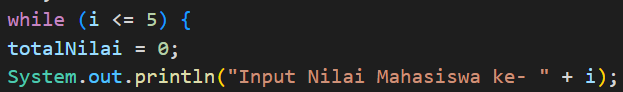 while (i <= 5) {
totalNilai = 0;
System.out.println("Input Nilai Mahasiswa ke- " + i);